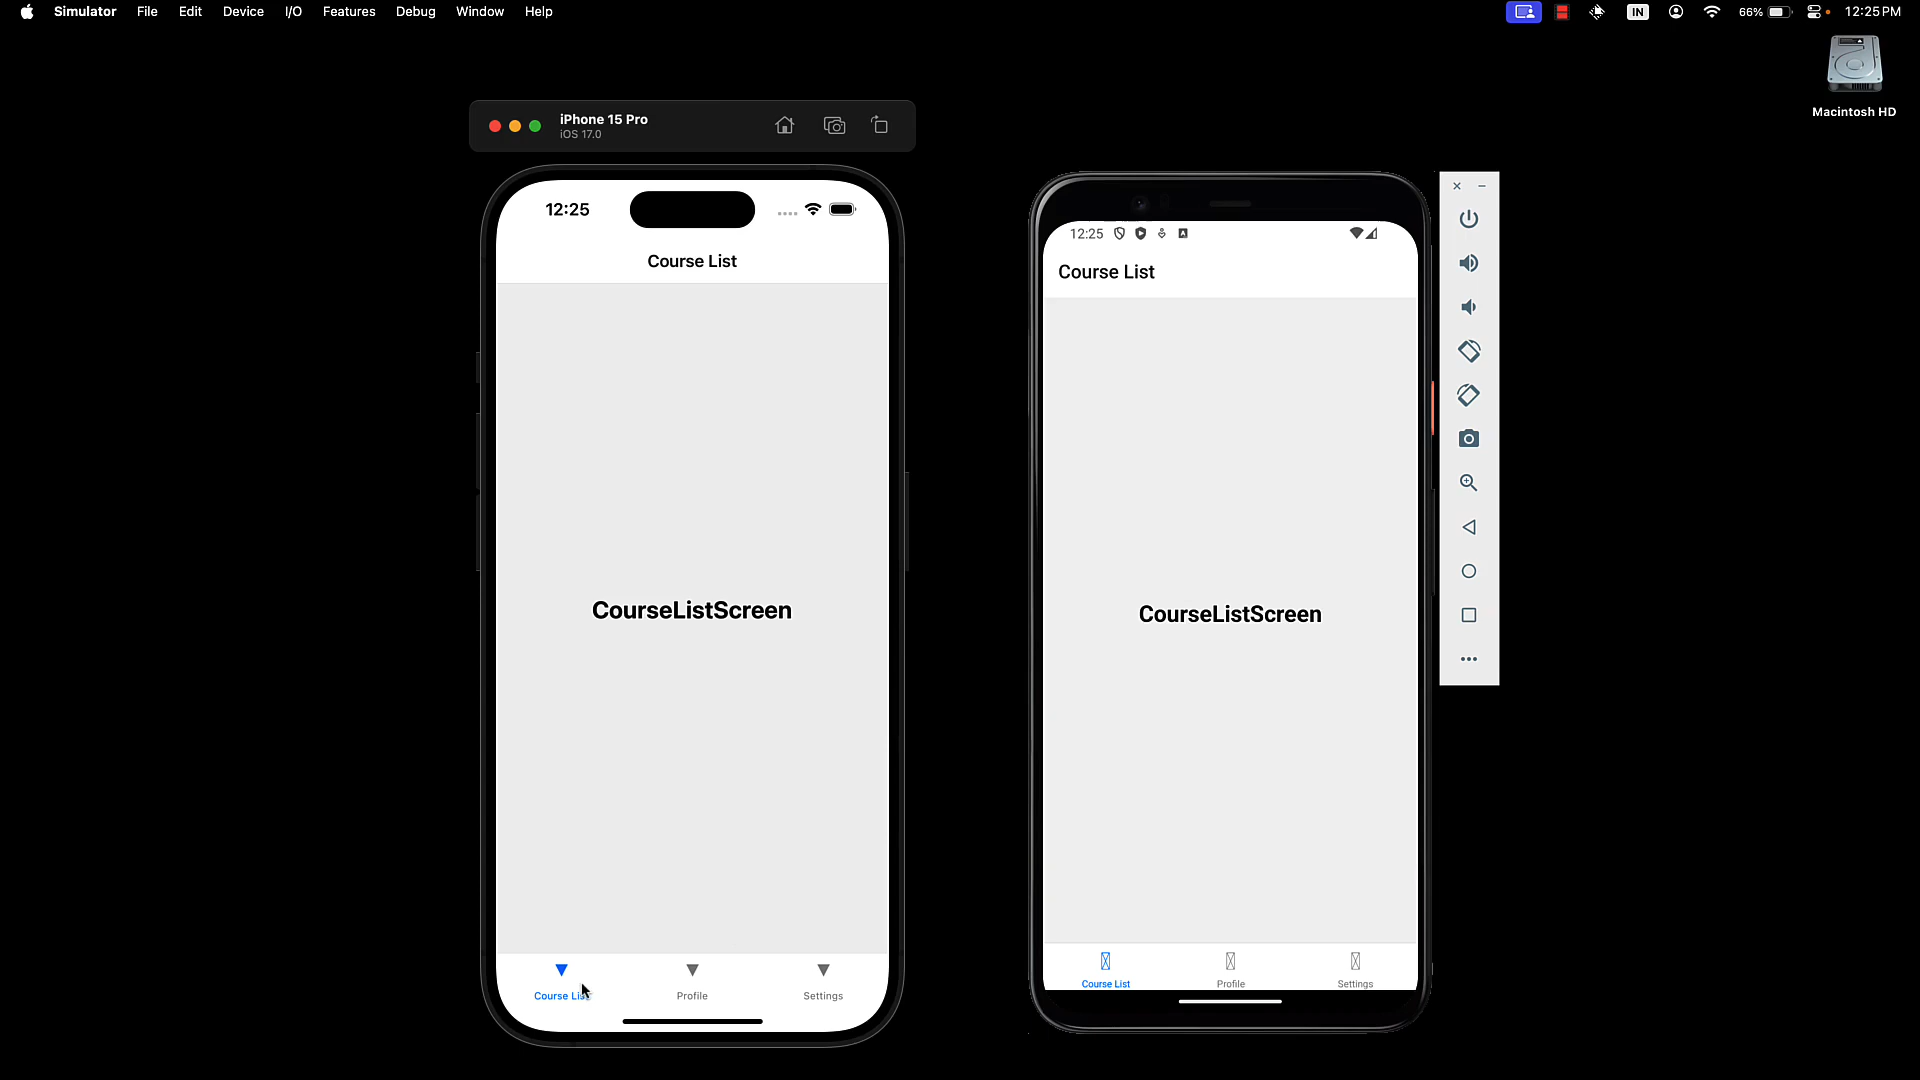 Simulator File Edit Device I/O Features Debug Window Help
IN 66% 12:25 PM
Macintosh HD
iPhone 15 Pro
iOS 17.0
12:25
Course List
CourseListScreen
Course List Profile Settings
12:25
Course List
CourseListScreen
Course List Profile Settings